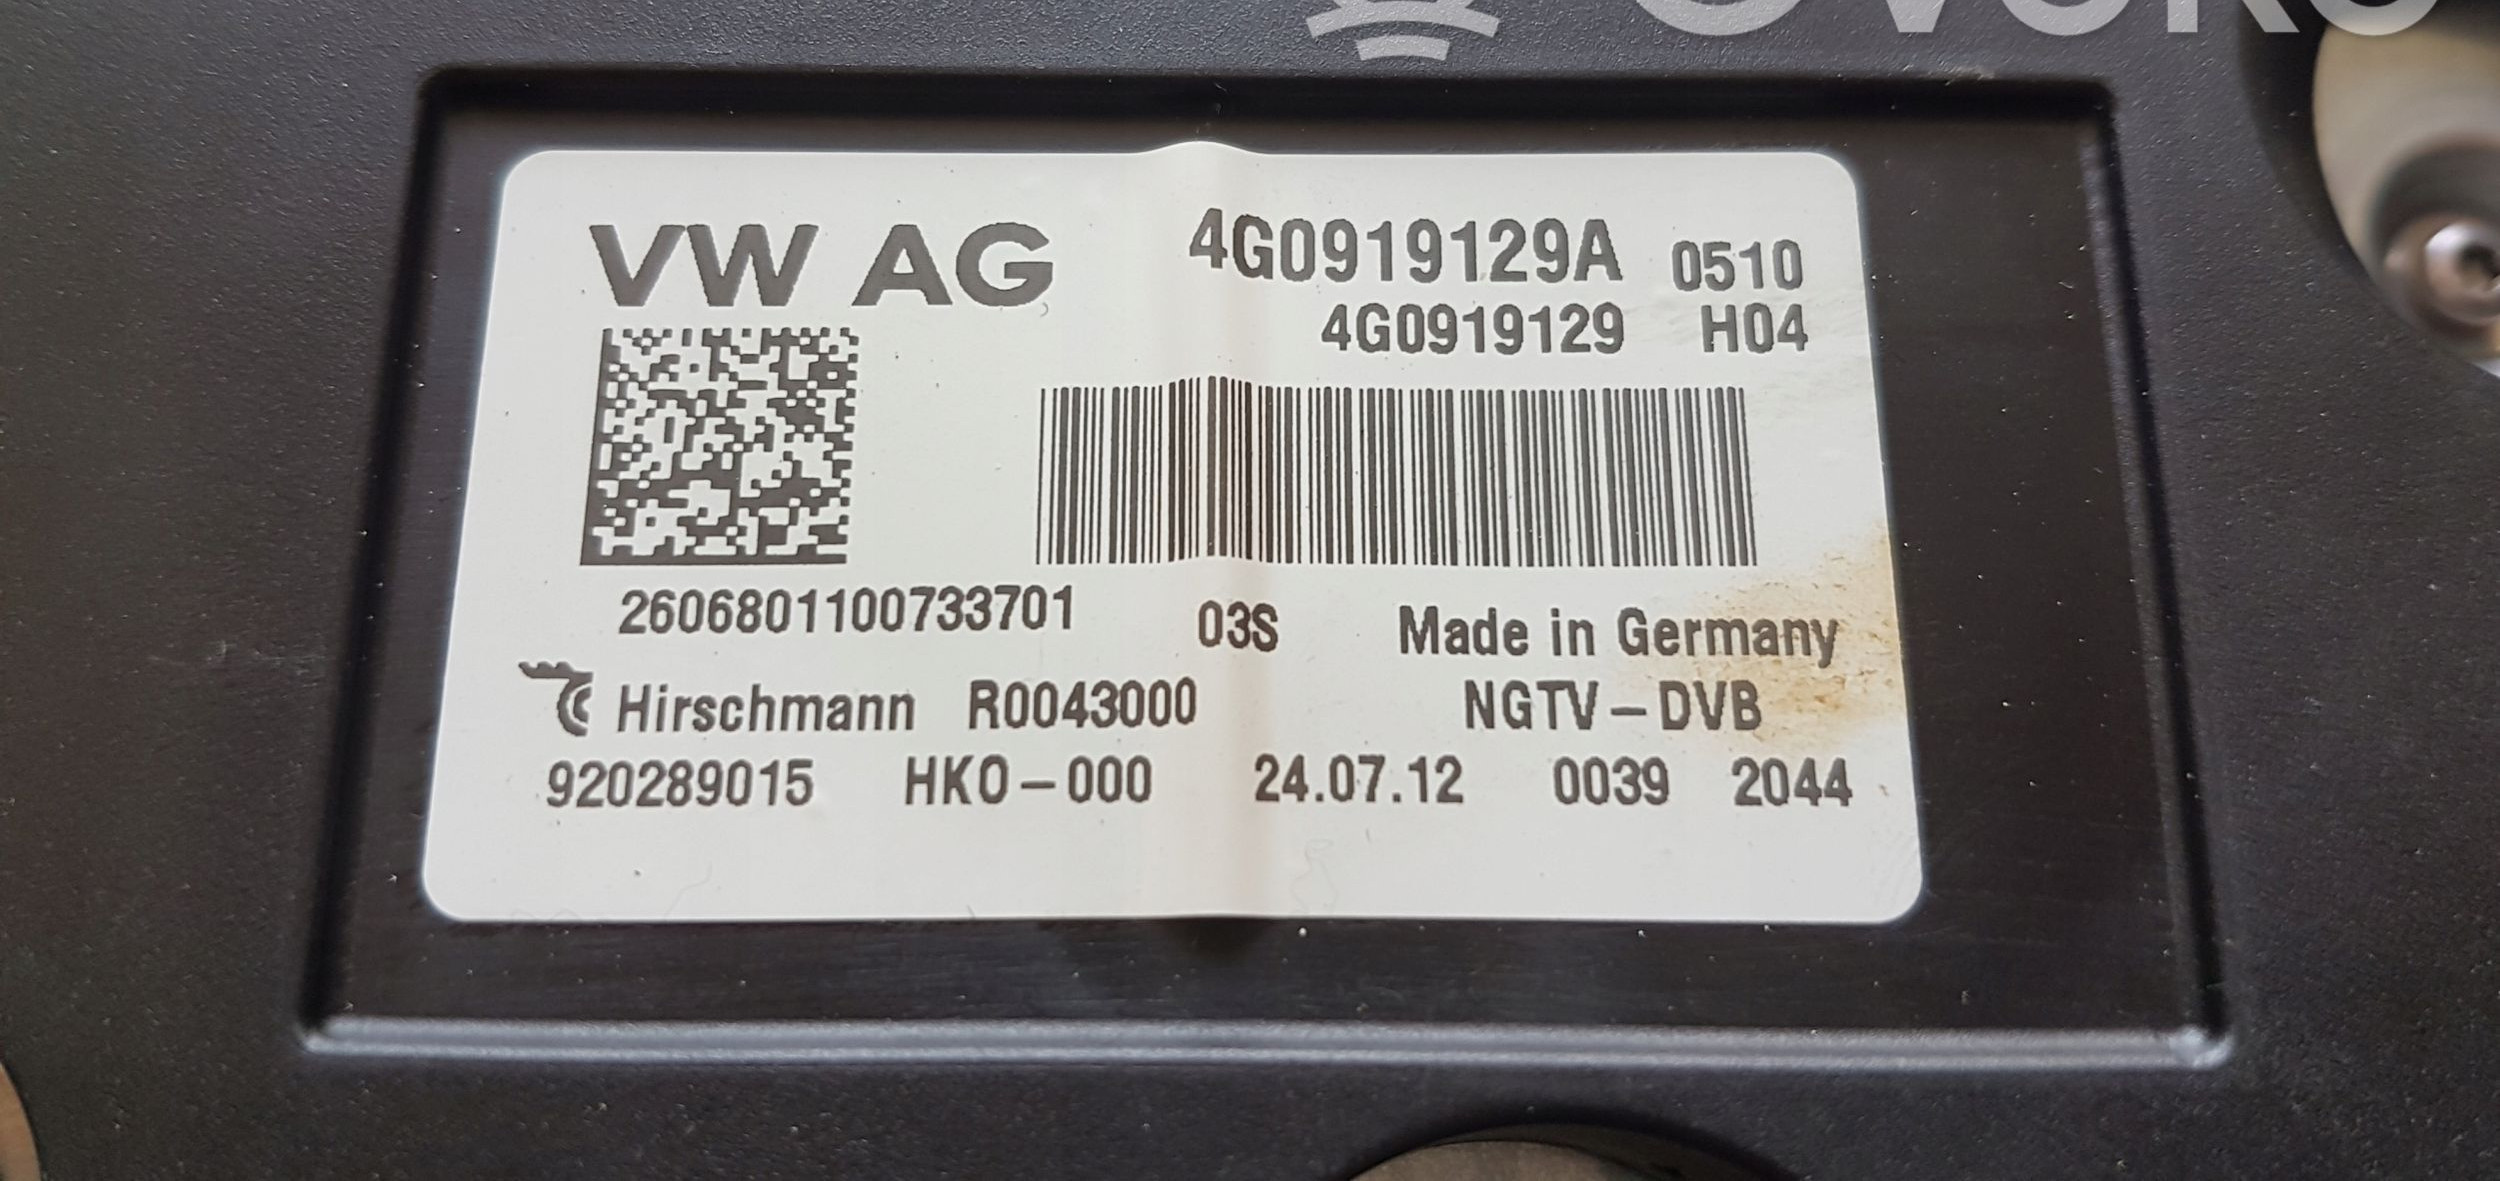 VW AG 4G0919129A 0510
4G0919129 H04
2606801100733701 03S Made in Germany
Hirschmann R0043000 NGTV-DVB
920289015 HKO-000 24.07.12 0039 2044